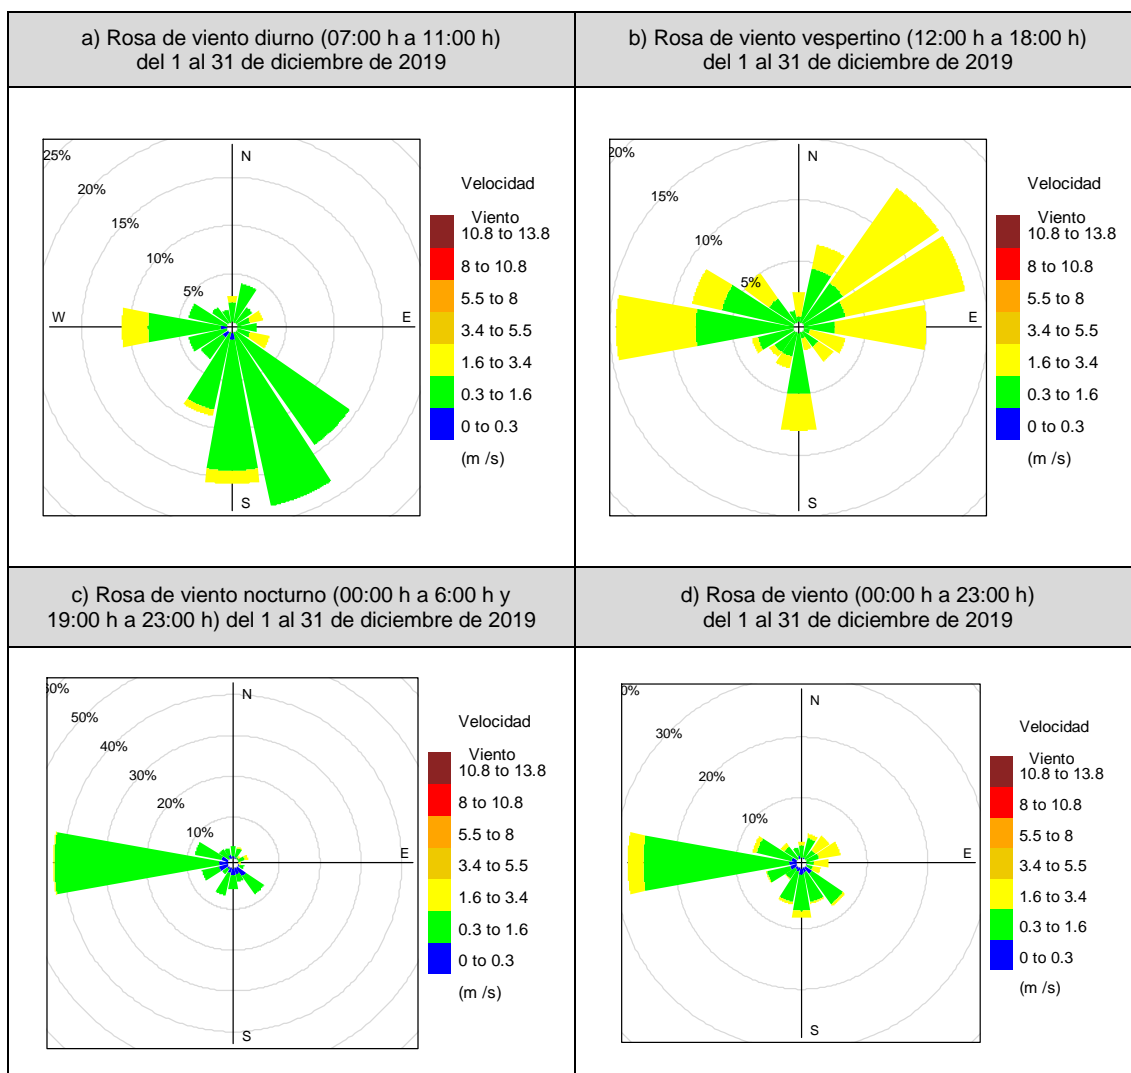 a) Rosa de viento diurno (07:00 h a 11:00 h)
del 1 al 31 de diciembre de 2019
b) Rosa de viento vespertino (12:00 h a 18:00 h)
del 1 al 31 de diciembre de 2019
25%
20%
15%
10%
5%
N
W
E
S
Velocidad
Viento
10.8 to 13.8
8 to 10.8
5.5 to 8
3.4 to 5.5
1.6 to 3.4
0.3 to 1.6
0 to 0.3
(m /s)
20%
15%
10%
5%
N
E
S
Velocidad
Viento
10.8 to 13.8
8 to 10.8
5.5 to 8
3.4 to 5.5
1.6 to 3.4
0.3 to 1.6
0 to 0.3
(m /s)
c) Rosa de viento nocturno (00:00 h a 6:00 h y
19:00 h a 23:00 h) del 1 al 31 de diciembre de 2019
d) Rosa de viento (00:00 h a 23:00 h)
del 1 al 31 de diciembre de 2019
50%
40%
30%
20%
10%
N
E
S
Velocidad
Viento
10.8 to 13.8
8 to 10.8
5.5 to 8
3.4 to 5.5
1.6 to 3.4
0.3 to 1.6
0 to 0.3
(m /s)
0%
30%
20%
10%
N
E
S
Velocidad
Viento
10.8 to 13.8
8 to 10.8
5.5 to 8
3.4 to 5.5
1.6 to 3.4
0.3 to 1.6
0 to 0.3
(m /s)